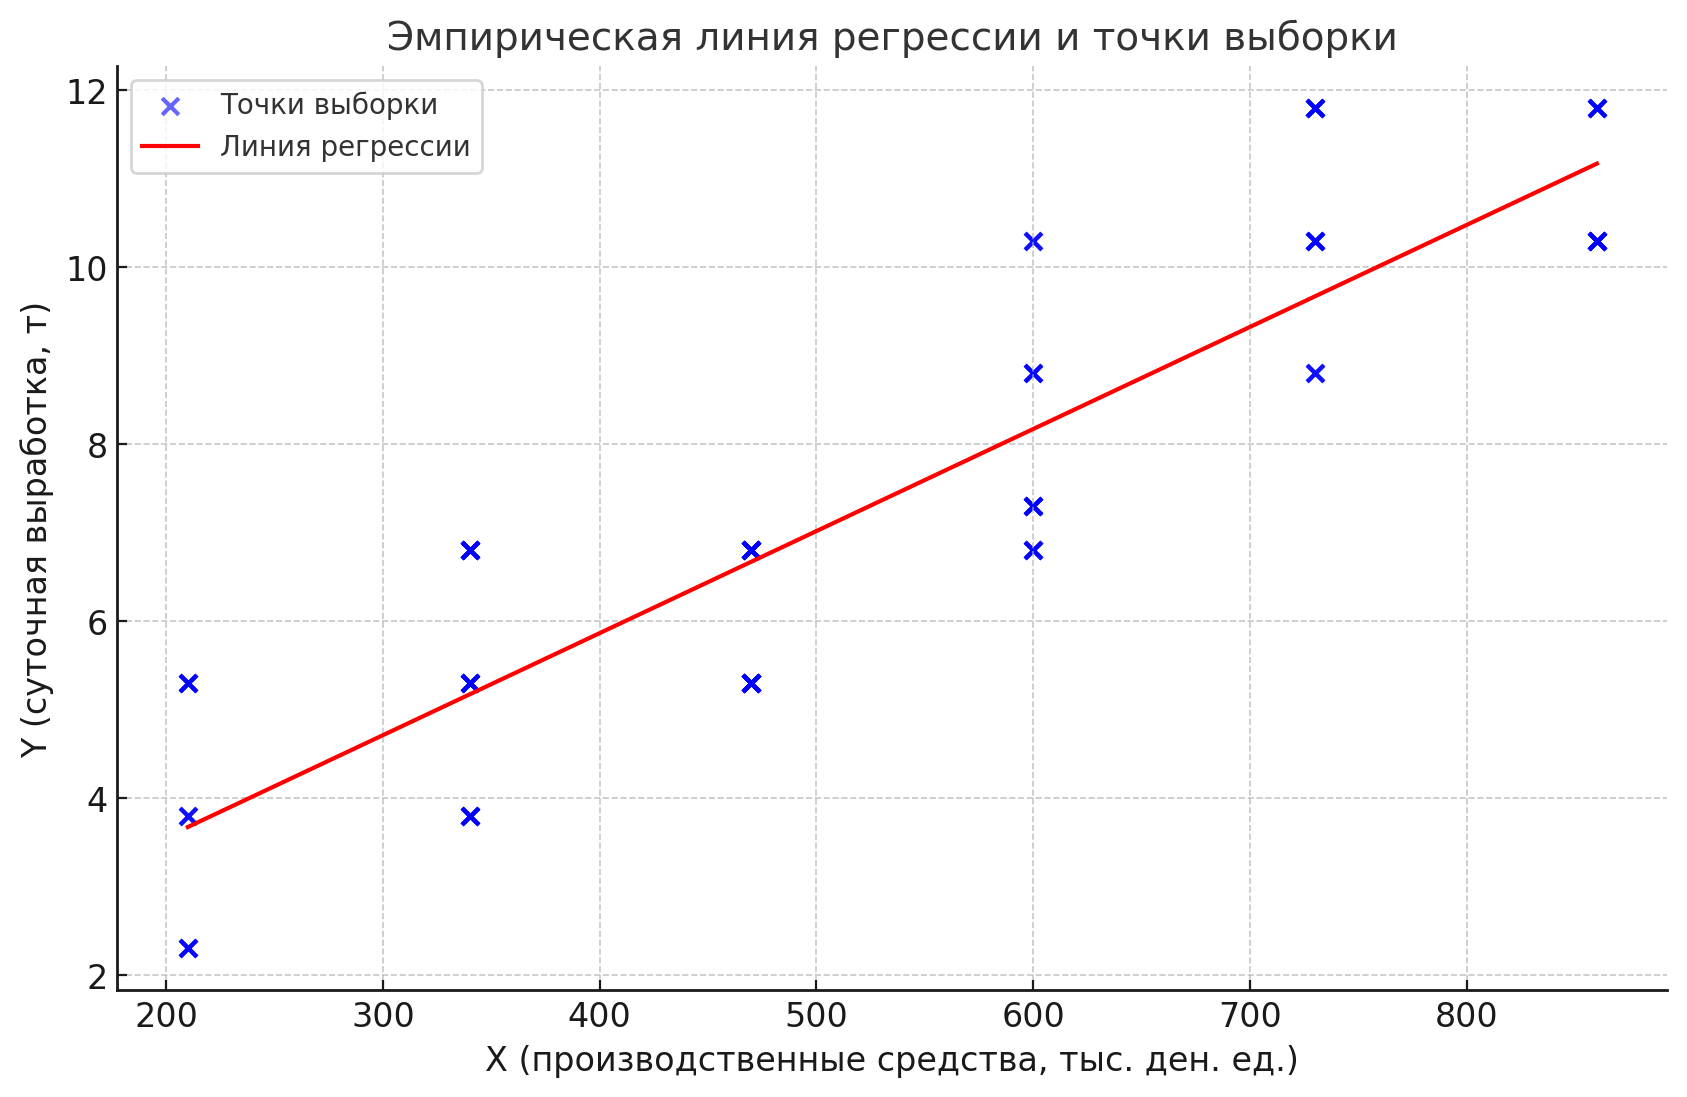 Эмпирическая линия регрессии и точки выборки
Точки выборки
Линия регрессии
12
10
8
6
4
2
Y (суточная выработка, т)
200 300 400 500 600 700 800
X (производственные средства, тыс. ден. ед.)